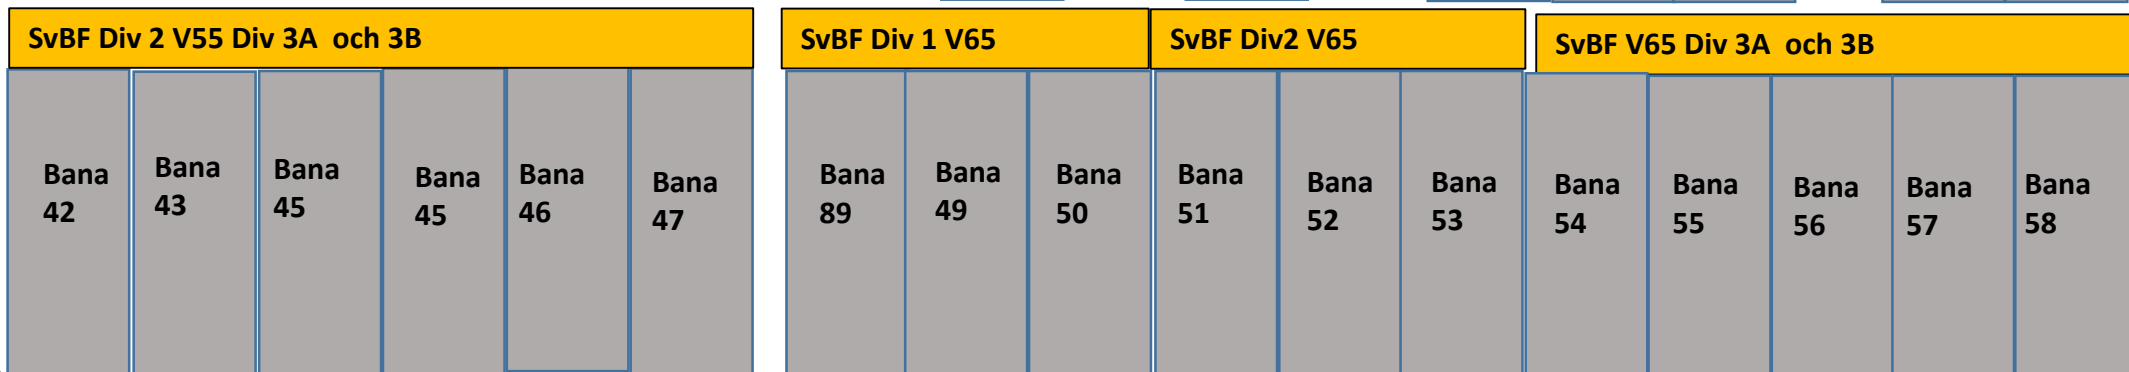 SvBF Div 2 V55 Div 3A  och 3B
SvBF Div 1 V65
SvBF Div2 V65
SvBF V65 Div 3A  och 3B
Bana
42
Bana
43
Bana
45
Bana
45
Bana
46
Bana
47
Bana
89
Bana
49
Bana
50
Bana
51
Bana
52
Bana
53
Bana
54
Bana
55
Bana
56
Bana
57
Bana
58